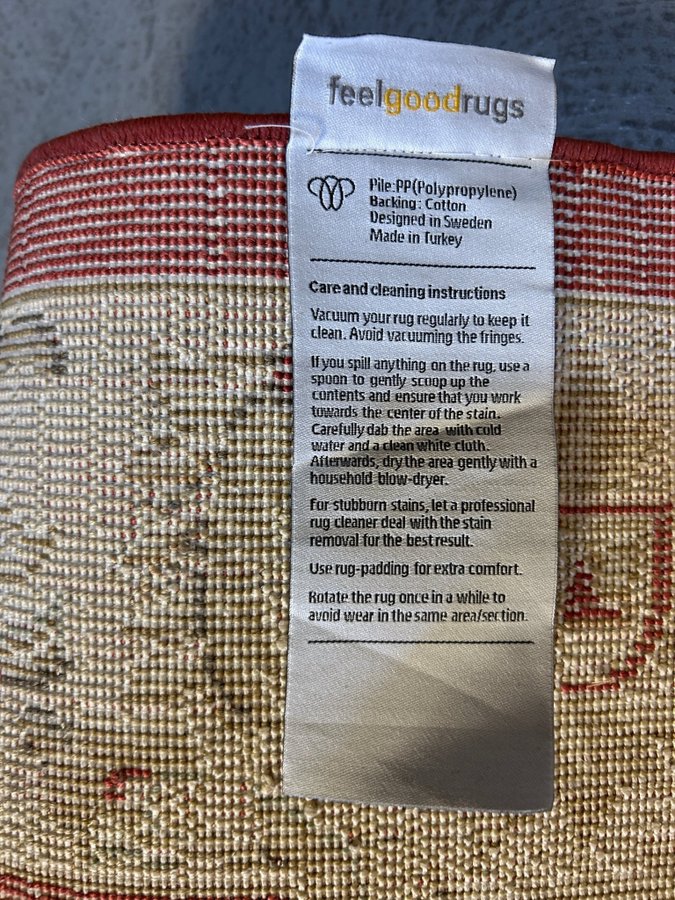 feelgoodrugs
Pile:PP(Polypropylene)
Backing: Cotton
Designed in Sweden
Made in Turkey
Care and cleaning instructions
Vacuum your rug regularly to keep it
clean. Avoid vacuuming the fringes.
If you spill anything on the rug, use a
spoon to gently scoop up the
contents and ensure that you work
towards the center of the stain.
Carefully dab the area with cold
water and a clean white cloth.
Afterwards, dry the area gently with a
household blow-dryer.
For stubborn stains, let a professional
rug cleaner deal with the stain
removal for the best result.
Use rug-padding for extra comfort.
Rotate the rug once in a while to
avoid wear in the same area/section.